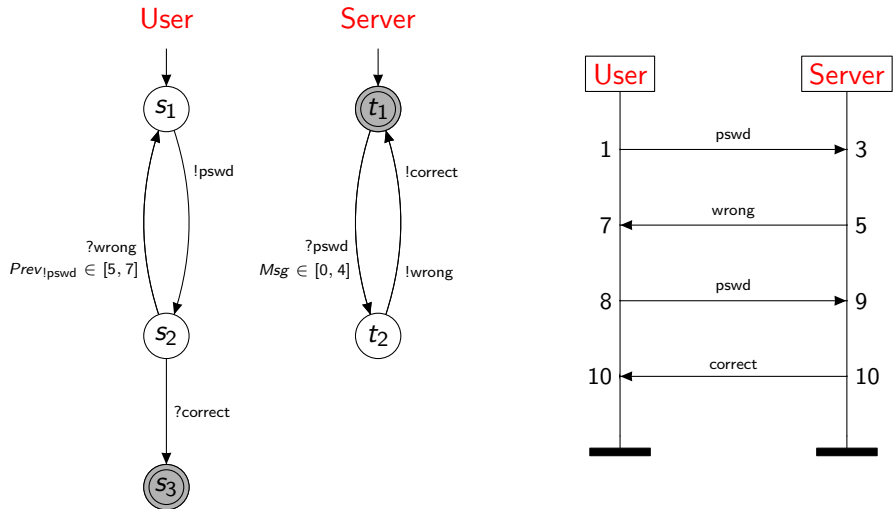 User
Server
s1
t1
!pswd
!correct
?wrong
Prev!pswd ∈ [5, 7]
?pswd
Msg ∈ [0, 4]
!wrong
s2
t2
?correct
s3
User
Server
1
pswd
3
7
wrong
5
8
pswd
9
10
correct
10